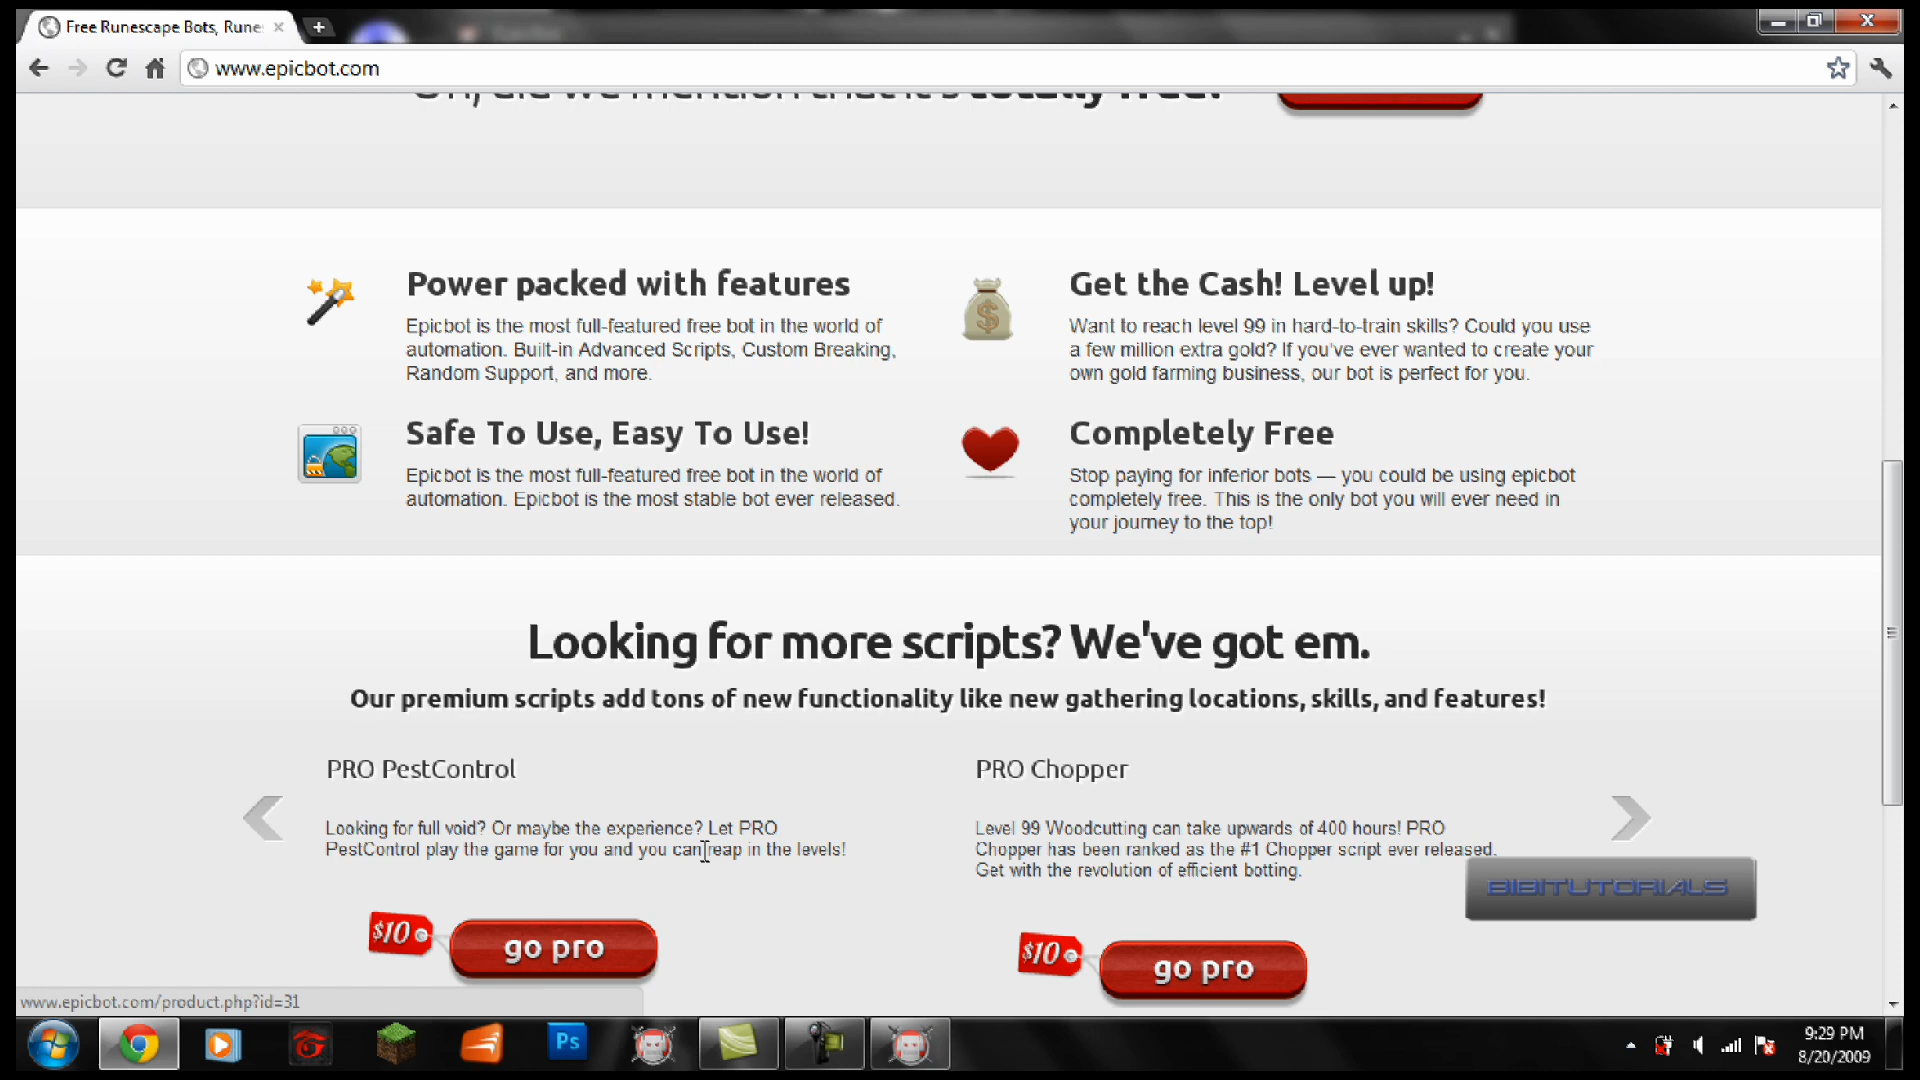 Free Runescape Bots, Rune
www.epicbot.com
Oh, did we mention that it's totally free!
Power packed with features
Epicbot is the most full-featured free bot in the world of
automation. Built-in Advanced Scripts, Custom Breaking,
Random Support, and more.
Get the Cash! Level up!
Want to reach level 99 in hard-to-train skills? Could you use
a few million extra gold? If you've ever wanted to create your
own gold farming business, our bot is perfect for you.
Safe To Use, Easy To Use!
Epicbot is the most full-featured free bot in the world of
automation. Epicbot is the most stable bot ever released.
Completely Free
Stop paying for inferior bots — you could be using epicbot
completely free. This is the only bot you will ever need in
your journey to the top!
Looking for more scripts? We've got em.
Our premium scripts add tons of new functionality like new gathering locations, skills, and features!
PRO PestControl
Looking for full void? Or maybe the experience? Let PRO
PestControl play the game for you and you can reap in the levels!
$10
go pro
PRO Chopper
Level 99 Woodcutting can take upwards of 400 hours! PRO
Chopper has been ranked as the #1 Chopper script ever released.
Get with the revolution of efficient botting.
$10
go pro
BIBITUTORIALS
www.epicbot.com/product.php?id=31
Ps
9:29 PM
8/20/2009